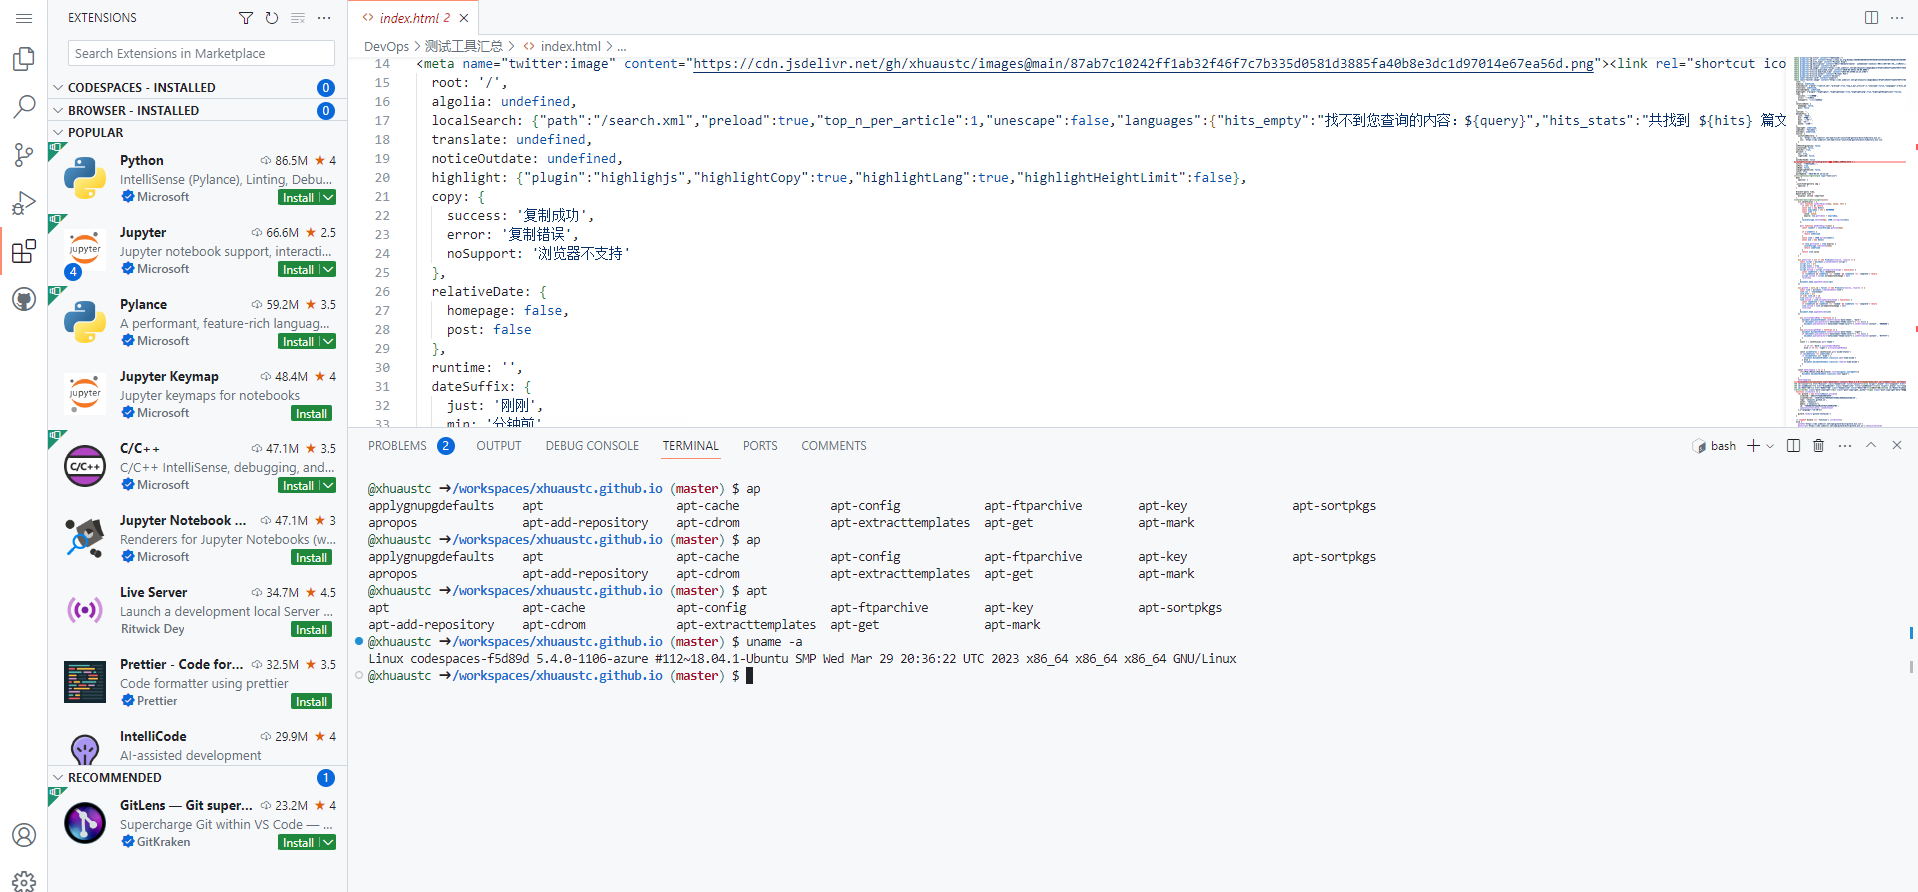 EXTENSIONS
Search Extensions in Marketplace
CODESPACES - INSTALLED 0
BROWSER - INSTALLED 0
POPULAR
Python 86.5M 4
IntelliSense (Pylance), Linting, Debu...
Microsoft Install
Jupyter 66.6M 2.5
Jupyter notebook support, interacti...
Microsoft Install
4
Pylance 59.2M 3.5
A performant, feature-rich languag...
Microsoft Install
Jupyter Keymap 48.4M 4
Jupyter keymaps for notebooks
Microsoft Install
C/C++ 47.1M 3.5
C/C++ IntelliSense, debugging, and...
Microsoft Install
Jupyter Notebook ... 47.1M 3
Renderers for Jupyter Notebooks (w...
Microsoft Install
Live Server 34.7M 4.5
Launch a development local Server ...
Ritwick Dey Install
Prettier - Code for... 32.5M 3.5
Code formatter using prettier
Prettier Install
IntelliCode 29.9M 4
AI-assisted development
RECOMMENDED 1
GitLens — Git super... 23.2M 4
Supercharge Git within VS Code — ...
GitKraken Install
index.html 2
DevOps > 测试工具汇总 > index.html > ...
14 <meta name="twitter:image" content="https://cdn.jsdelivr.net/gh/xhuaustc/images@main/87ab7c10242ff1ab32f46f7c7b335d0581d3885fa40b8e3dc1d97014e67ea56d.png"><link rel="shortcut ico
15 root: '/',
16 algolia: undefined,
17 localSearch: {"path":"/search.xml","preload":true,"top_n_per_article":1,"unescape":false,"languages":{"hits_empty":"找不到您查询的内容：${query}","hits_stats":"共找到 ${hits} 篇文
18 translate: undefined,
19 noticeOutdate: undefined,
20 highlight: {"plugin":"highlighjs","highlightCopy":true,"highlightLang":true,"highlightHeightLimit":false},
21 copy: {
22 success: '复制成功',
23 error: '复制错误',
24 noSupport: '浏览器不支持'
25 },
26 relativeDate: {
27 homepage: false,
28 post: false
29 },
30 runtime: '',
31 dateSuffix: {
32 just: '刚刚',
33 min: '分钟前'
PROBLEMS 2 OUTPUT DEBUG CONSOLE TERMINAL PORTS COMMENTS bash
@xhuaustc ➜/workspaces/xhuaustc.github.io (master) $ ap
applygnupgdefaults apt apt-cache apt-config apt-ftparchive apt-key apt-sortpkgs
apropos apt-add-repository apt-cdrom apt-extracttemplates apt-get apt-mark
@xhuaustc ➜/workspaces/xhuaustc.github.io (master) $ ap
applygnupgdefaults apt apt-cache apt-config apt-ftparchive apt-key apt-sortpkgs
apropos apt-add-repository apt-cdrom apt-extracttemplates apt-get apt-mark
@xhuaustc ➜/workspaces/xhuaustc.github.io (master) $ apt
apt apt-cache apt-config apt-ftparchive apt-key apt-sortpkgs
apt-add-repository apt-cdrom apt-extracttemplates apt-get apt-mark
@xhuaustc ➜/workspaces/xhuaustc.github.io (master) $ uname -a
Linux codespaces-f5d89d 5.4.0-1106-azure #112~18.04.1-Ubuntu SMP Wed Mar 29 20:36:22 UTC 2023 x86_64 x86_64 x86_64 GNU/Linux
@xhuaustc ➜/workspaces/xhuaustc.github.io (master) $